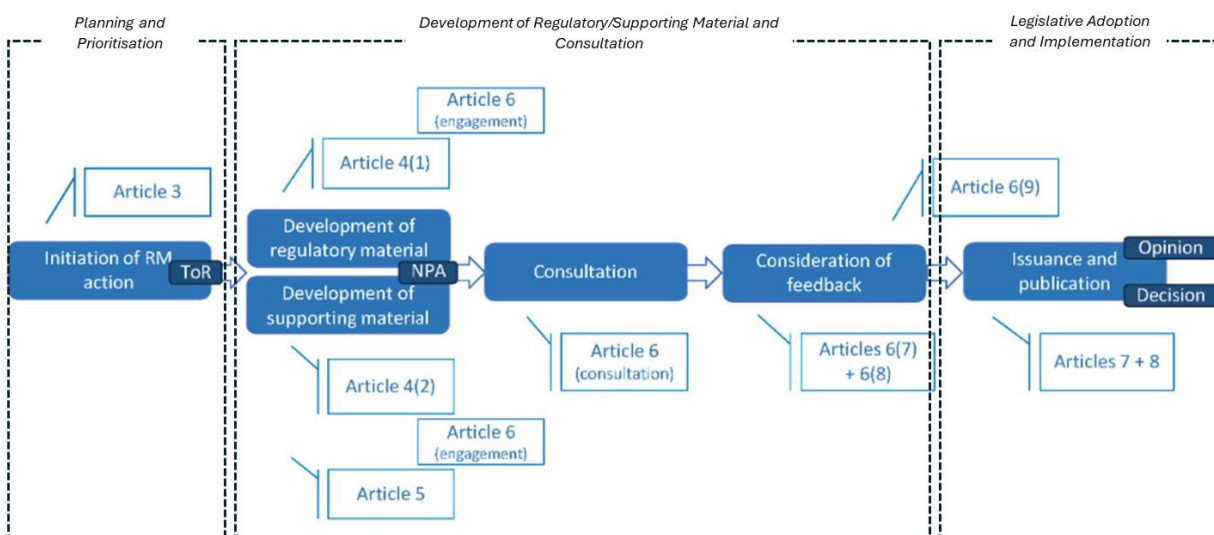 Planning and
Prioritisation
Development of Regulatory/Supporting Material and
Consultation
Legislative Adoption
and Implementation
Article 6
(engagement)
Article 4(1)
Article 3
Article 6(9)
Initiation of RM
action
ToR
Development of
regulatory material
NPA
Development of
supporting material
Consultation
Consideration of
feedback
Issuance and
publication
Opinion
Decision
Article 6
(consultation)
Articles 6(7)
+ 6(8)
Articles 7 + 8
Article 4(2)
Article 6
(engagement)
Article 5